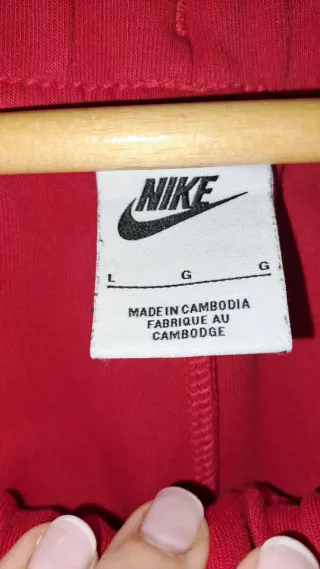 NIKE
L G G
MADE IN CAMBODIA
FABRIQUE AU
CAMBODGE